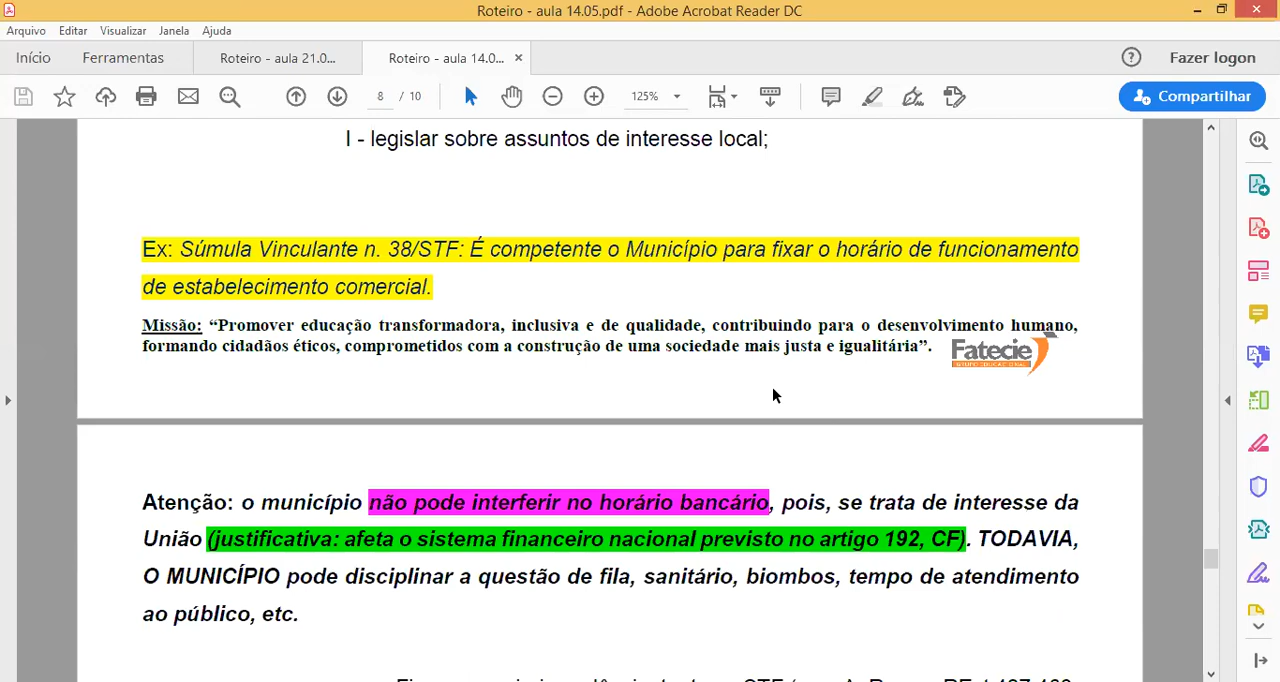 Roteiro - aula 14.05.pdf - Adobe Acrobat Reader DC
Arquivo Editar Visualizar Janela Ajuda
Início Ferramentas Roteiro - aula 21.0... Roteiro - aula 14.0... × Fazer logon
8 / 10 125% Compartilhar
I - legislar sobre assuntos de interesse local;
Ex: Súmula Vinculante n. 38/STF: É competente o Município para fixar o horário de funcionamento
de estabelecimento comercial.
Missão: “Promover educação transformadora, inclusiva e de qualidade, contribuindo para o desenvolvimento humano,
formando cidadãos éticos, comprometidos com a construção de uma sociedade mais justa e igualitária”.
Fatecie
GRUPO EDUCACIONAL
Atenção: o município não pode interferir no horário bancário, pois, se trata de interesse da
União (justificativa: afeta o sistema financeiro nacional previsto no artigo 192, CF). TODAVIA,
O MUNICÍPIO pode disciplinar a questão de fila, sanitário, biombos, tempo de atendimento
ao público, etc.